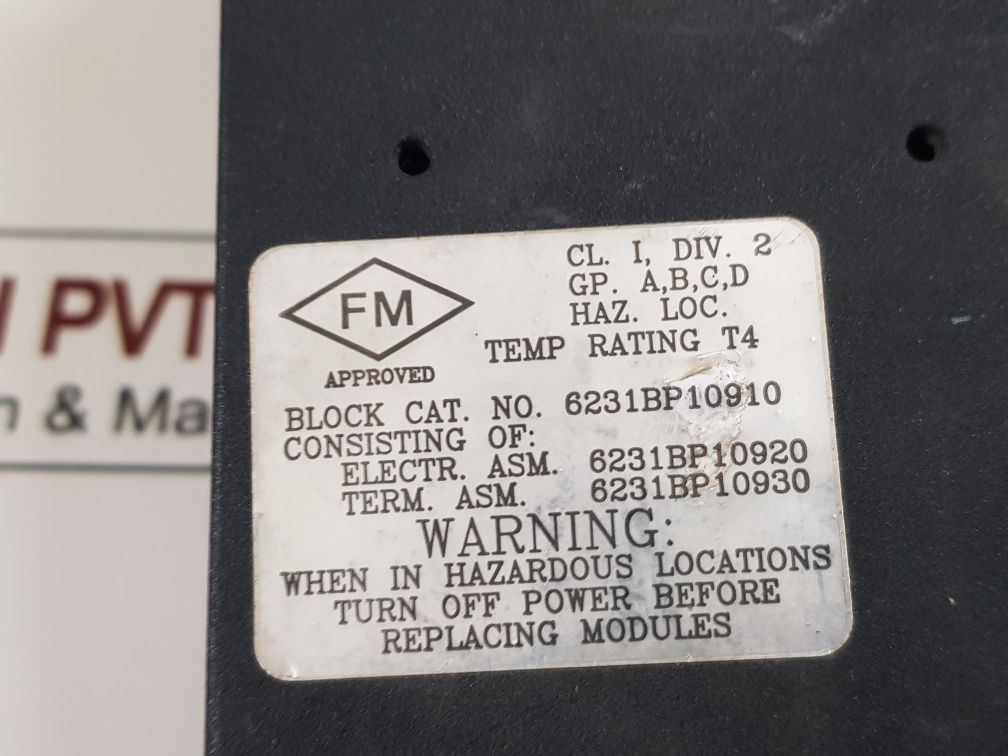 PVT
& Ma
FM
APPROVED
CL. I, DIV. 2
GP. A,B,C,D
HAZ. LOC.
TEMP RATING T4
BLOCK CAT. NO. 6231BP10910
CONSISTING OF:
ELECTR. ASM. 6231BP10920
TERM. ASM. 6231BP10930
WARNING:
WHEN IN HAZARDOUS LOCATIONS
TURN OFF POWER BEFORE
REPLACING MODULES